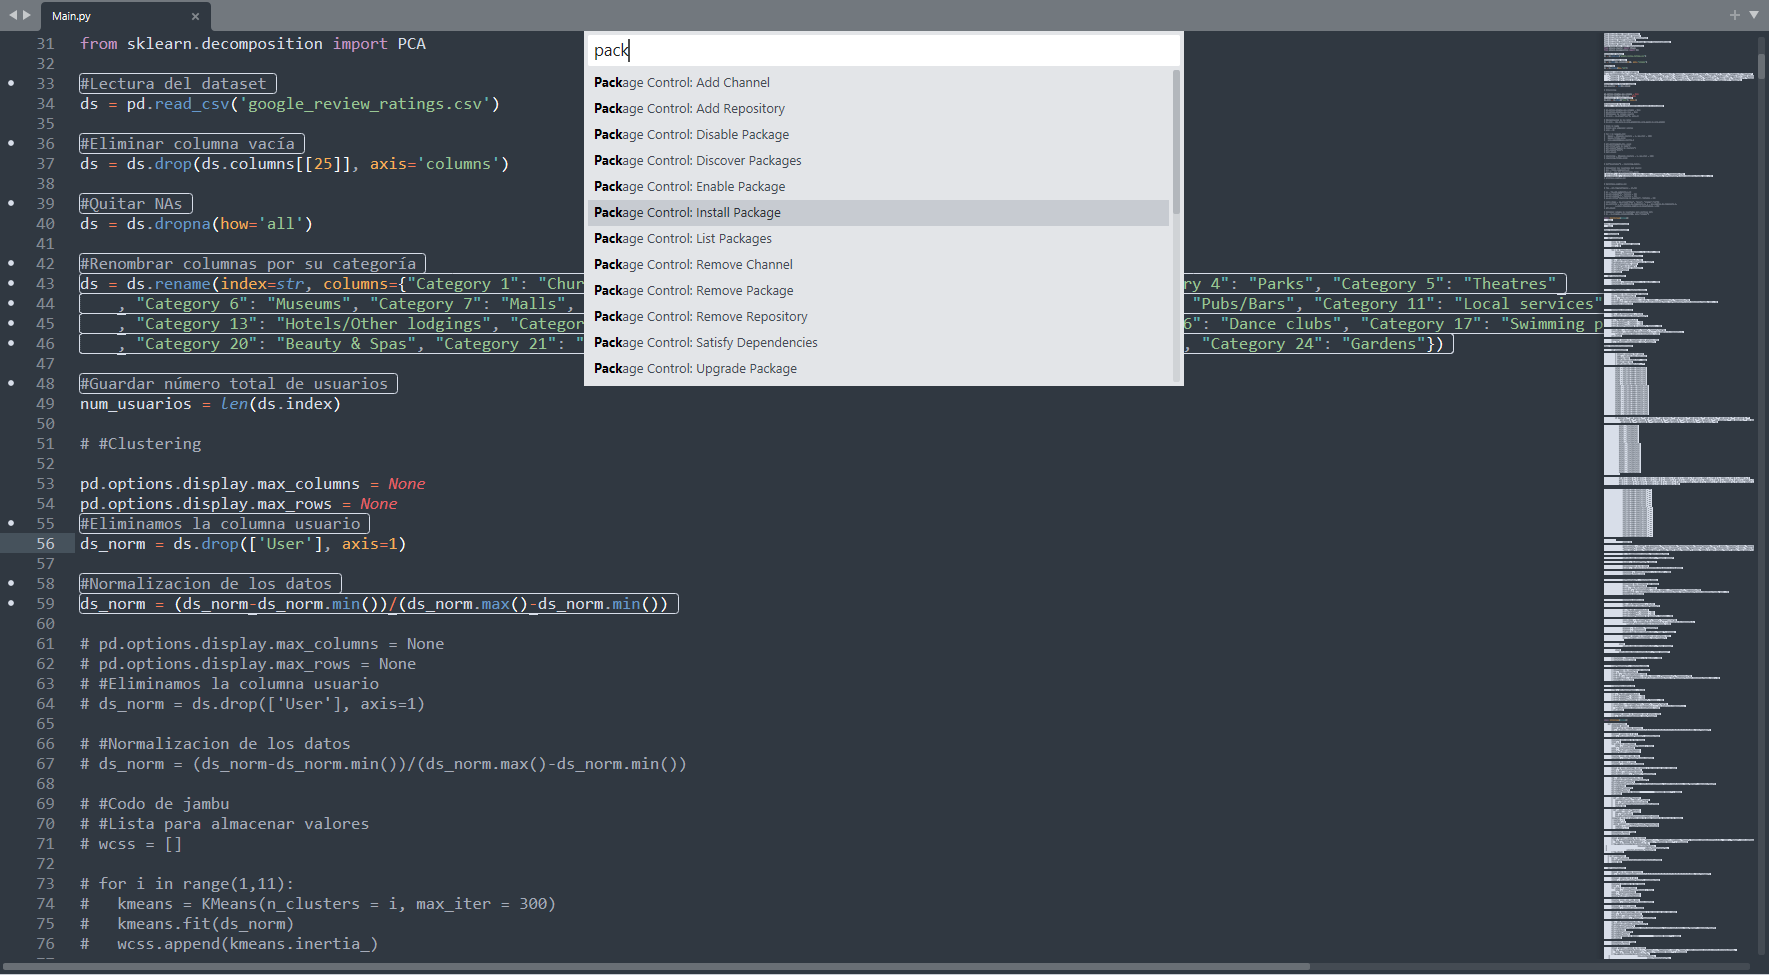 Main.py
pack
Package Control: Add Channel
Package Control: Add Repository
Package Control: Disable Package
Package Control: Discover Packages
Package Control: Enable Package
Package Control: Install Package
Package Control: List Packages
Package Control: Remove Channel
Package Control: Remove Package
Package Control: Remove Repository
Package Control: Satisfy Dependencies
Package Control: Upgrade Package
31 from sklearn.decomposition import PCA
32
33 #Lectura del dataset
34 ds = pd.read_csv('google_review_ratings.csv')
35
36 #Eliminar columna vacía
37 ds = ds.drop(ds.columns[[25]], axis='columns')
38
39 #Quitar NAs
40 ds = ds.dropna(how='all')
41
42 #Renombrar columnas por su categoría
43 ds = ds.rename(index=str, columns={"Category 1": "Chur ry 4": "Parks", "Category 5": "Theatres"
44 , "Category 6": "Museums", "Category 7": "Malls", "Pubs/Bars", "Category 11": "Local services"
45 , "Category 13": "Hotels/Other lodgings", "Categor 6": "Dance clubs", "Category 17": "Swimming p
46 , "Category 20": "Beauty & Spas", "Category 21": " , "Category 24": "Gardens"})
47
48 #Guardar número total de usuarios
49 num_usuarios = len(ds.index)
50
51 # #Clustering
52
53 pd.options.display.max_columns = None
54 pd.options.display.max_rows = None
55 #Eliminamos la columna usuario
56 ds_norm = ds.drop(['User'], axis=1)
57
58 #Normalizacion de los datos
59 ds_norm = (ds_norm-ds_norm.min())/(ds_norm.max()-ds_norm.min())
60
61 # pd.options.display.max_columns = None
62 # pd.options.display.max_rows = None
63 # #Eliminamos la columna usuario
64 # ds_norm = ds.drop(['User'], axis=1)
65
66 # #Normalizacion de los datos
67 # ds_norm = (ds_norm-ds_norm.min())/(ds_norm.max()-ds_norm.min())
68
69 # #Codo de jambu
70 # #Lista para almacenar valores
71 # wcss = []
72
73 # for i in range(1,11):
74 #   kmeans = KMeans(n_clusters = i, max_iter = 300)
75 #   kmeans.fit(ds_norm)
76 #   wcss.append(kmeans.inertia_)